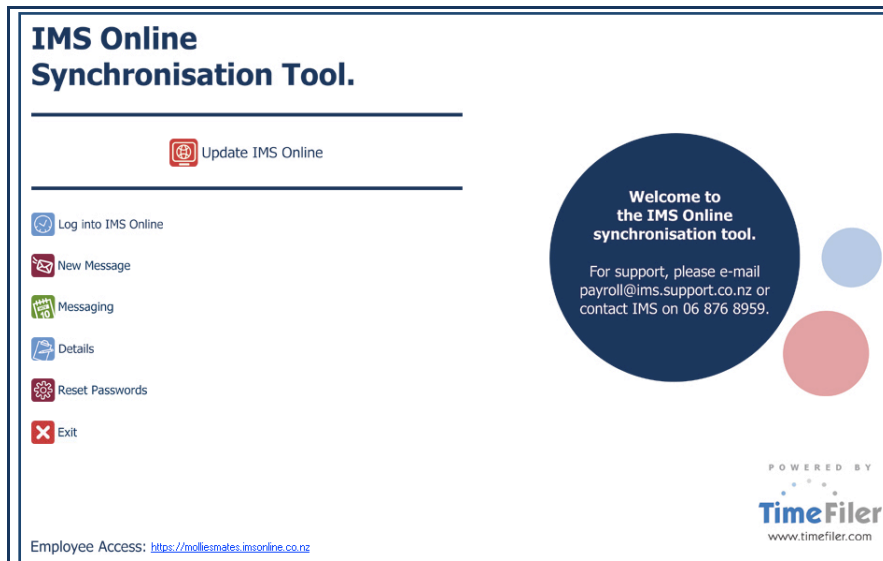 IMS Online
Synchronisation Tool.
Update IMS Online
Log into IMS Online
New Message
Messaging
Details
Reset Passwords
Exit
Employee Access: https://molliesmates.imsonline.co.nz
Welcome to
the IMS Online
synchronisation tool.
For support, please e-mail
payroll@ims.support.co.nz or
contact IMS on 06 876 8959.
POWERED BY
TimeFiler
www.timefiler.com